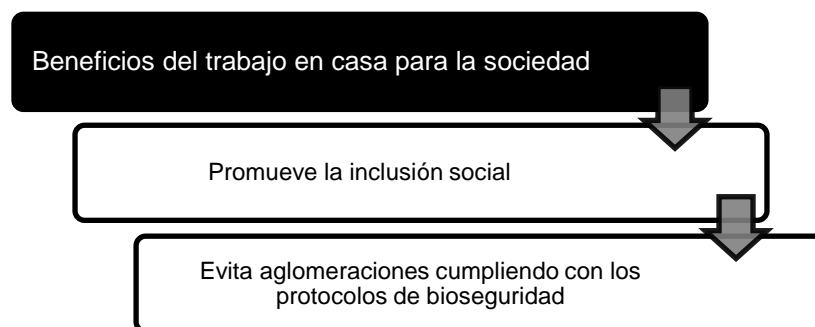 Beneficios del trabajo en casa para la sociedad
Promueve la inclusión social
Evita aglomeraciones cumpliendo con los
protocolos de bioseguridad